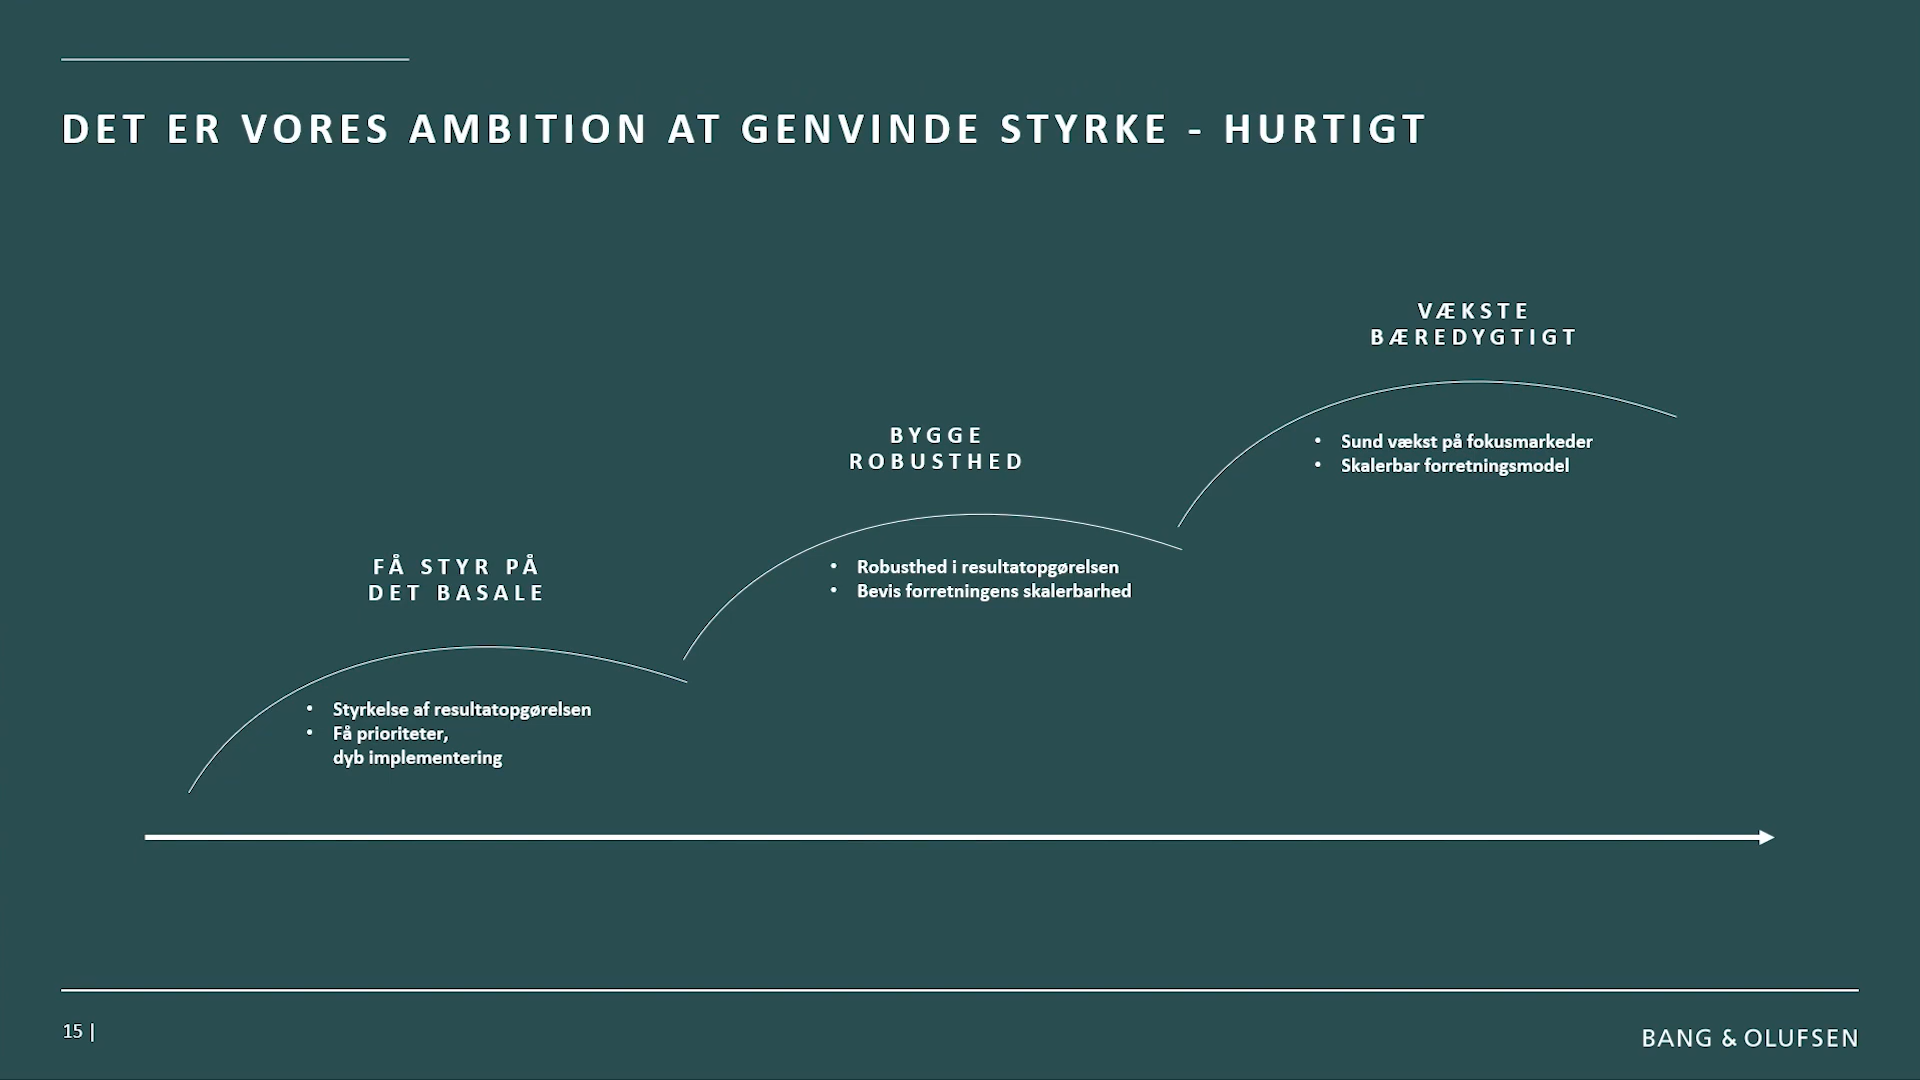 DET ER VORES AMBITION AT GENVINDE STYRKE - HURTIGT
VÆKSTE
BÆREDYGTIGT
• Sund vækst på fokusmarkeder
• Skalerbar forretningsmodel
BYGGE
ROBUSTHED
• Robusthed i resultatopgørelsen
• Bevis forretningens skalerbarhed
FÅ STYR PÅ
DET BASALE
• Styrkelse af resultatopgørelsen
• Få prioriteter,
dyb implementering
15 |
BANG & OLUFSEN